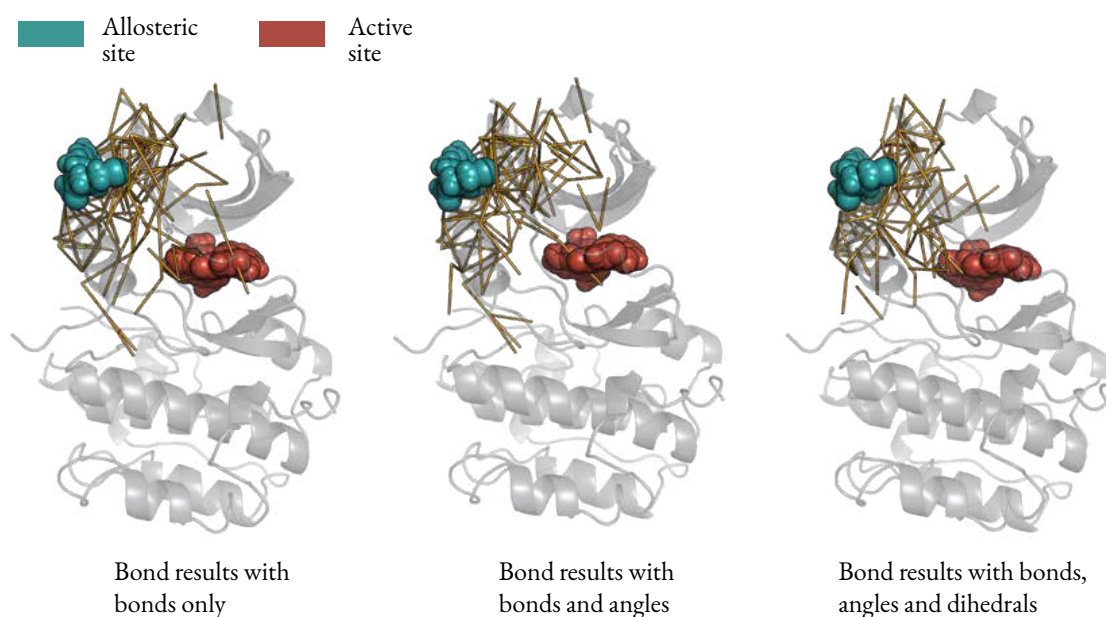 Allosteric
site
Active
site
Bond results with
bonds only
Bond results with
bonds and angles
Bond results with bonds,
angles and dihedrals